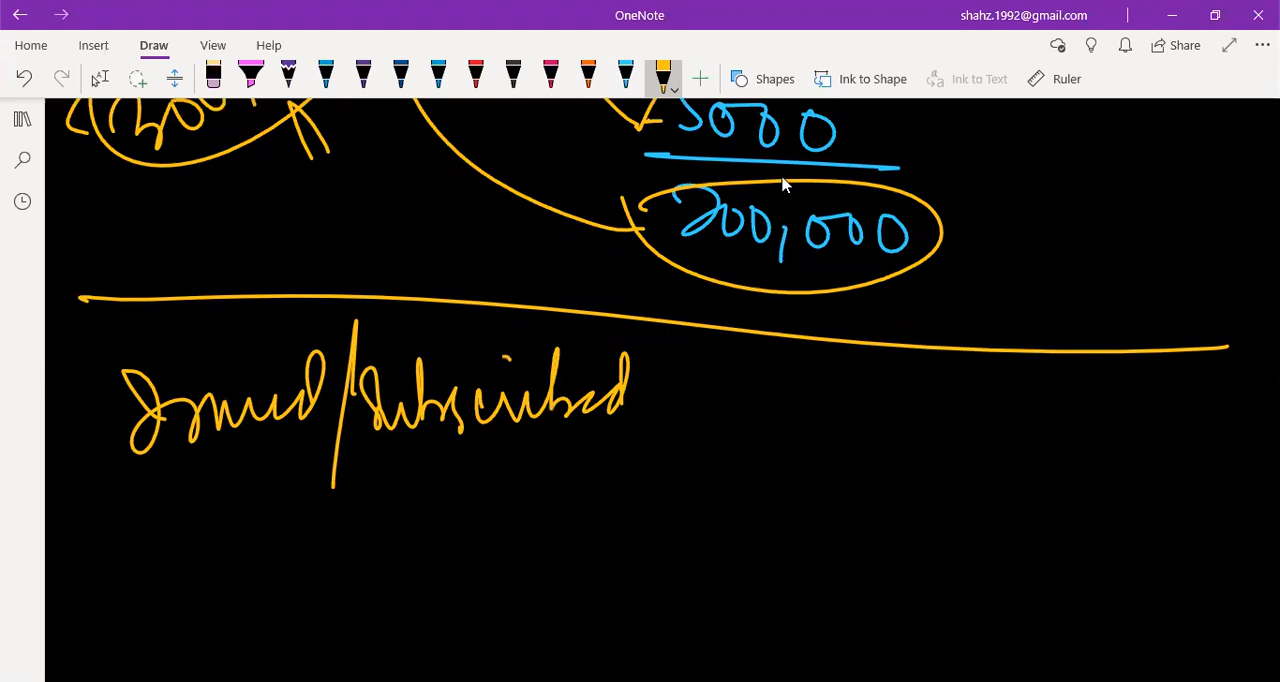 OneNote
shahz.1992@gmail.com
Home Insert Draw View Help
Share
Shapes Ink to Shape Ink to Text Ruler
200,000
Issued/Subscribed